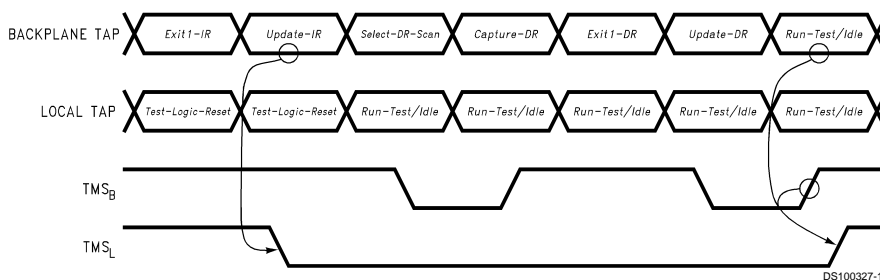 BACKPLANE TAP Exit1-IR Update-IR Select-DR-Scan Capture-DR Exit1-DR Update-DR Run-Test/Idle
LOCAL TAP Test-Logic-Reset Test-Logic-Reset Run-Test/Idle Run-Test/Idle Run-Test/Idle Run-Test/Idle Run-Test/Idle
TMSB
TMSL